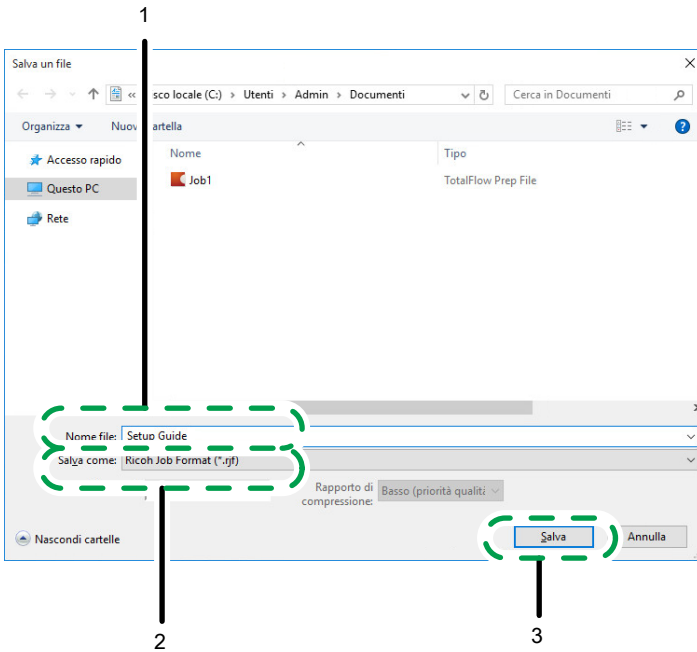 1
Salva un file
« sco locale (C:) › Utenti › Admin › Documenti
Cerca in Documenti
Organizza
Nuov artella
Accesso rapido
Questo PC
Rete
Nome
Tipo
Job1
TotalFlow Prep File
Nome file: Setup Guide
Salva come: Ricoh Job Format (*.rjf)
Rapporto di
compressione:
Basso (priorità qualità
Nascondi cartelle
Salva
Annulla
2
3